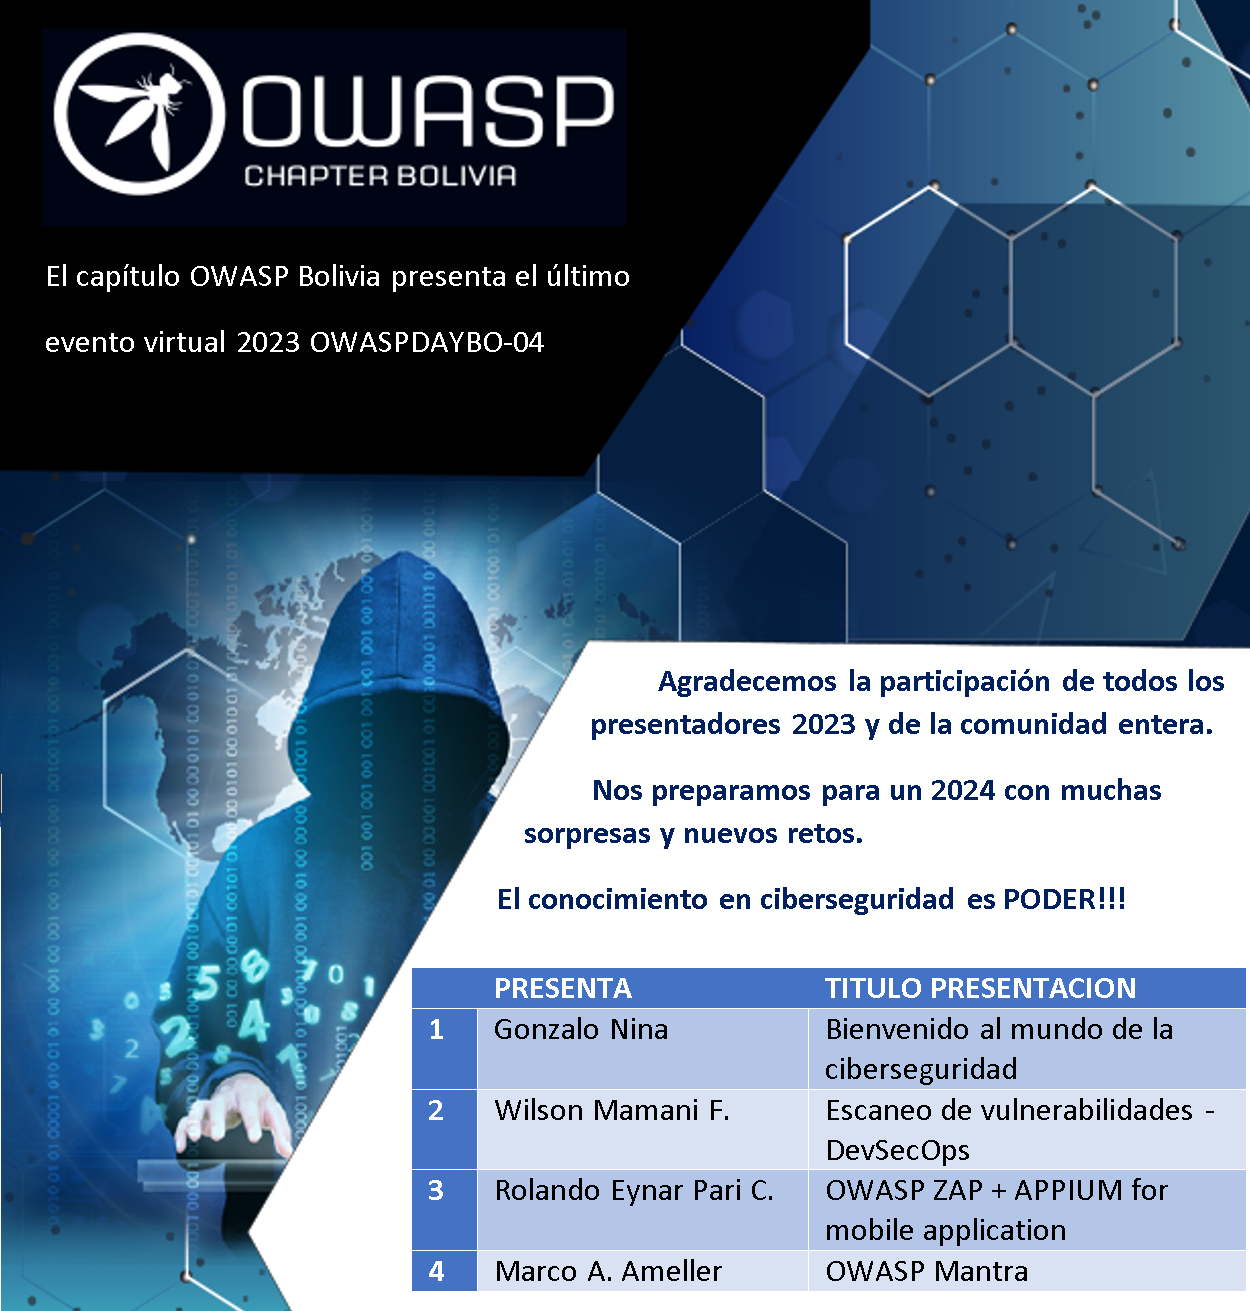 OWASP
CHAPTER BOLIVIA
El capítulo OWASP Bolivia presenta el último
evento virtual 2023 OWASPDAYBO-04
Agradecemos la participación de todos los
presentadores 2023 y de la comunidad entera.
Nos preparamos para un 2024 con muchas
sorpresas y nuevos retos.
El conocimiento en ciberseguridad es PODER!!!
PRESENTA TITULO PRESENTACION
1 Gonzalo Nina Bienvenido al mundo de la
ciberseguridad
2 Wilson Mamani F. Escaneo de vulnerabilidades -
DevSecOps
3 Rolando Eynar Pari C. OWASP ZAP + APPIUM for
mobile application
4 Marco A. Ameller OWASP Mantra